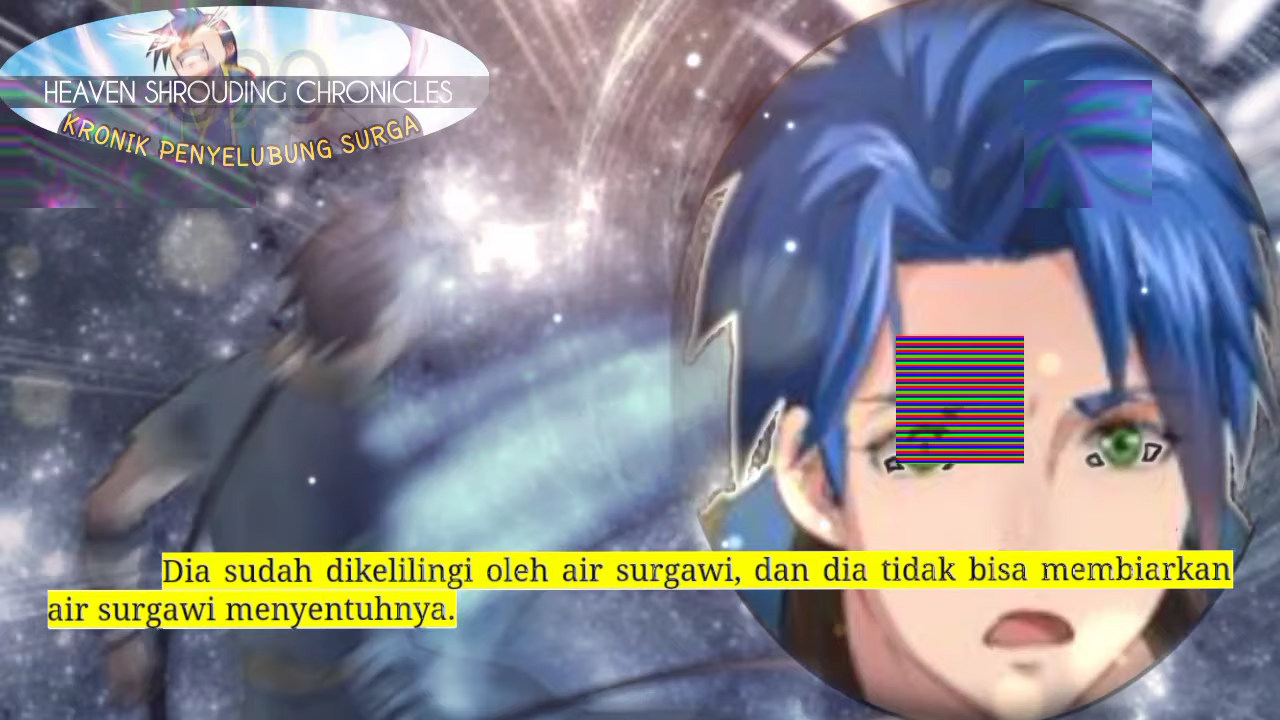 HEAVEN SHROUDING CHRONICLES
KRONIK PENYELUBUNG SURGA
Dia sudah dikelilingi oleh air surgawi, dan dia tidak bisa membiarkan
air surgawi menyentuhnya.